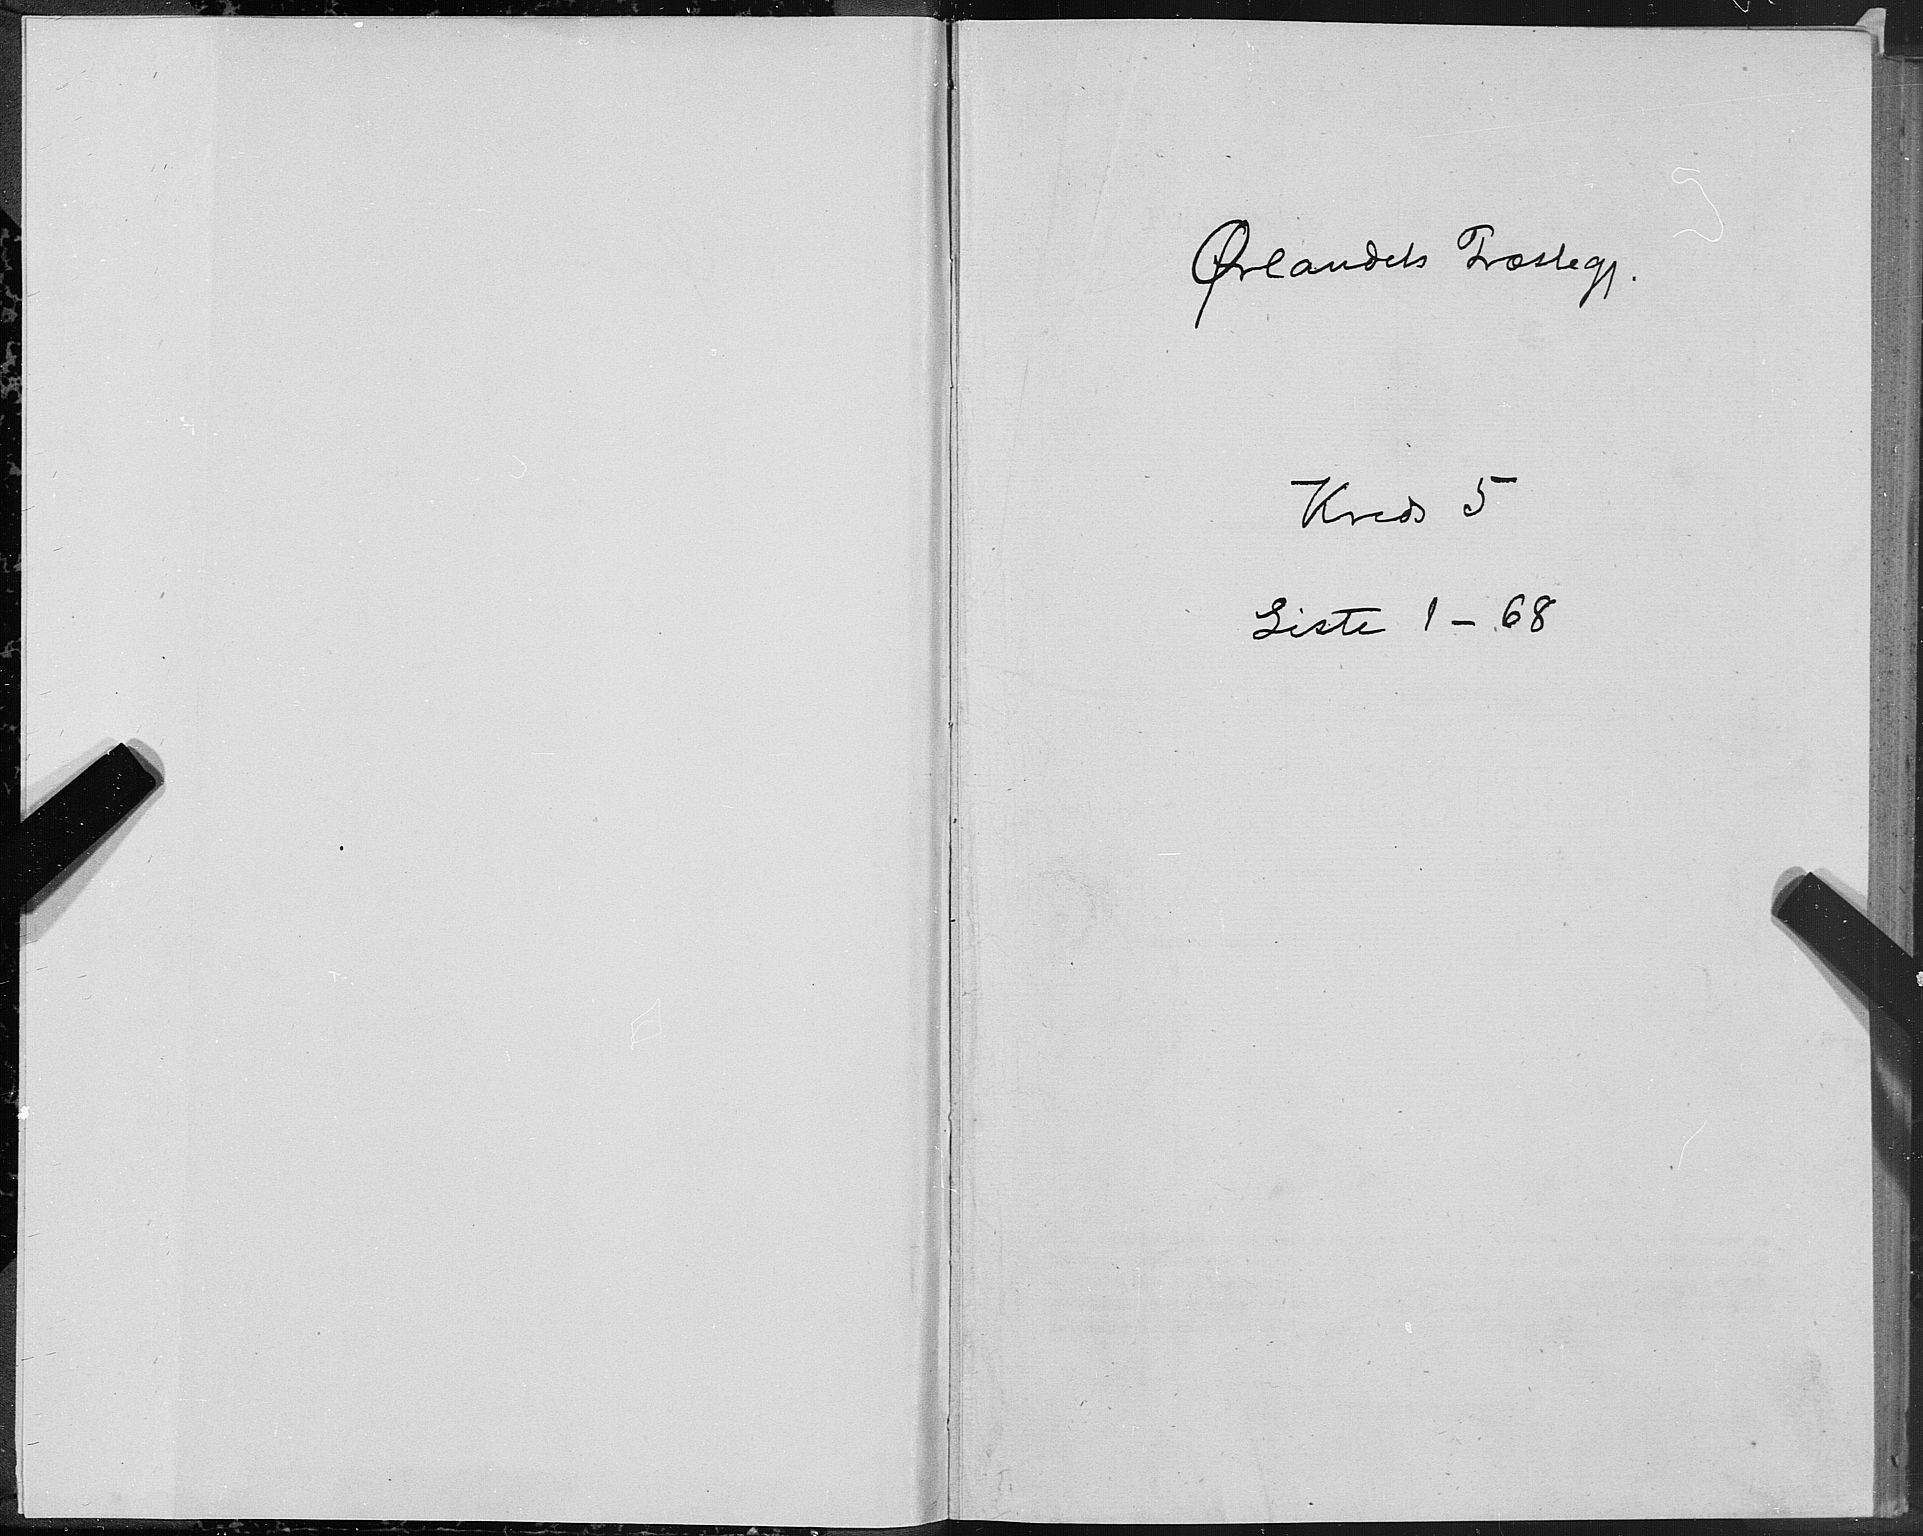 Ørlandets Præstegj.
Kreds 5
Liste 1 - 68